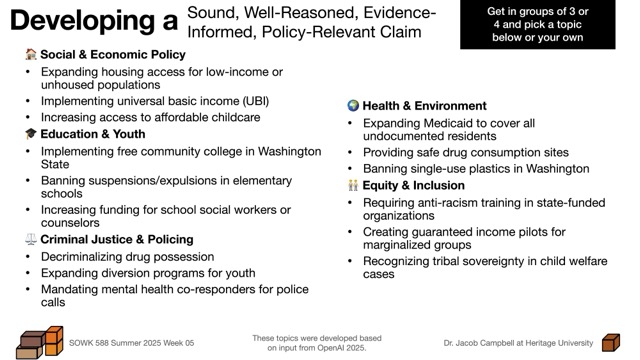 Developing a Sound, Well-Reasoned, Evidence-
Informed, Policy-Relevant Claim
Get in groups of 3 or
4 and pick a topic
below or your own
Social & Economic Policy
• Expanding housing access for low-income or
unhoused populations
• Implementing universal basic income (UBI)
• Increasing access to affordable childcare
Education & Youth
• Implementing free community college in Washington
State
• Banning suspensions/expulsions in elementary
schools
• Increasing funding for school social workers or
counselors
Criminal Justice & Policing
• Decriminalizing drug possession
• Expanding diversion programs for youth
• Mandating mental health co-responders for police
calls
Health & Environment
• Expanding Medicaid to cover all
undocumented residents
• Providing safe drug consumption sites
• Banning single-use plastics in Washington
Equity & Inclusion
• Requiring anti-racism training in state-funded
organizations
• Creating guaranteed income pilots for
marginalized groups
• Recognizing tribal sovereignty in child welfare
cases
SOWK 588 Summer 2025 Week 05
These topics were developed based
on input from OpenAI 2025.
Dr. Jacob Campbell at Heritage University